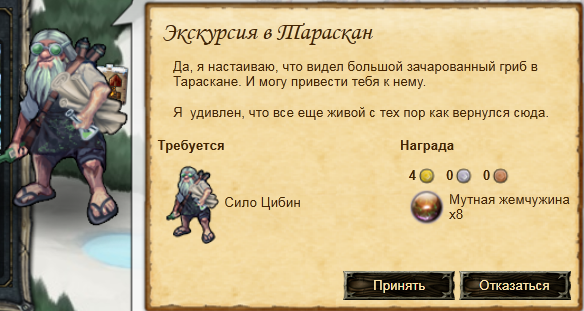 Экскурсия в Тараскан
Да, я настаиваю, что видел большой зачарованный гриб в
Тараскане. И могу привести тебя к нему.
Я удивлен, что все еще живой с тех пор как вернулся сюда.
Требуется
Награда
4 0 0
Сило Цибин
Мутная жемчужина
x8
Принять
Отказаться